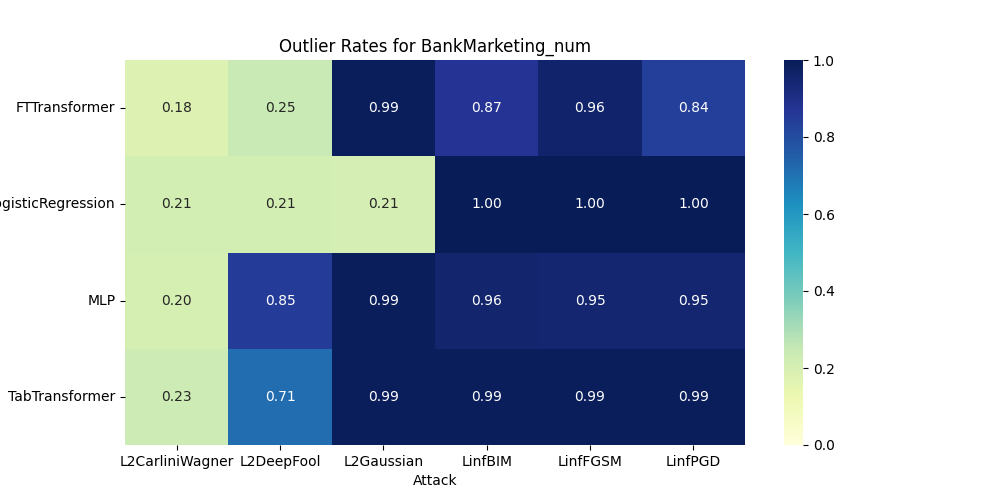 Outlier Rates for BankMarketing_num
FTTransformer 0.18 0.25 0.99 0.87 0.96 0.84
ogisticRegression 0.21 0.21 0.21 1.00 1.00 1.00
MLP 0.20 0.85 0.99 0.96 0.95 0.95
TabTransformer 0.23 0.71 0.99 0.99 0.99 0.99
L2CarliniWagner L2DeepFool L2Gaussian LinfBIM LinfFGSM LinfPGD
Attack
1.0
0.8
0.6
0.4
0.2
0.0